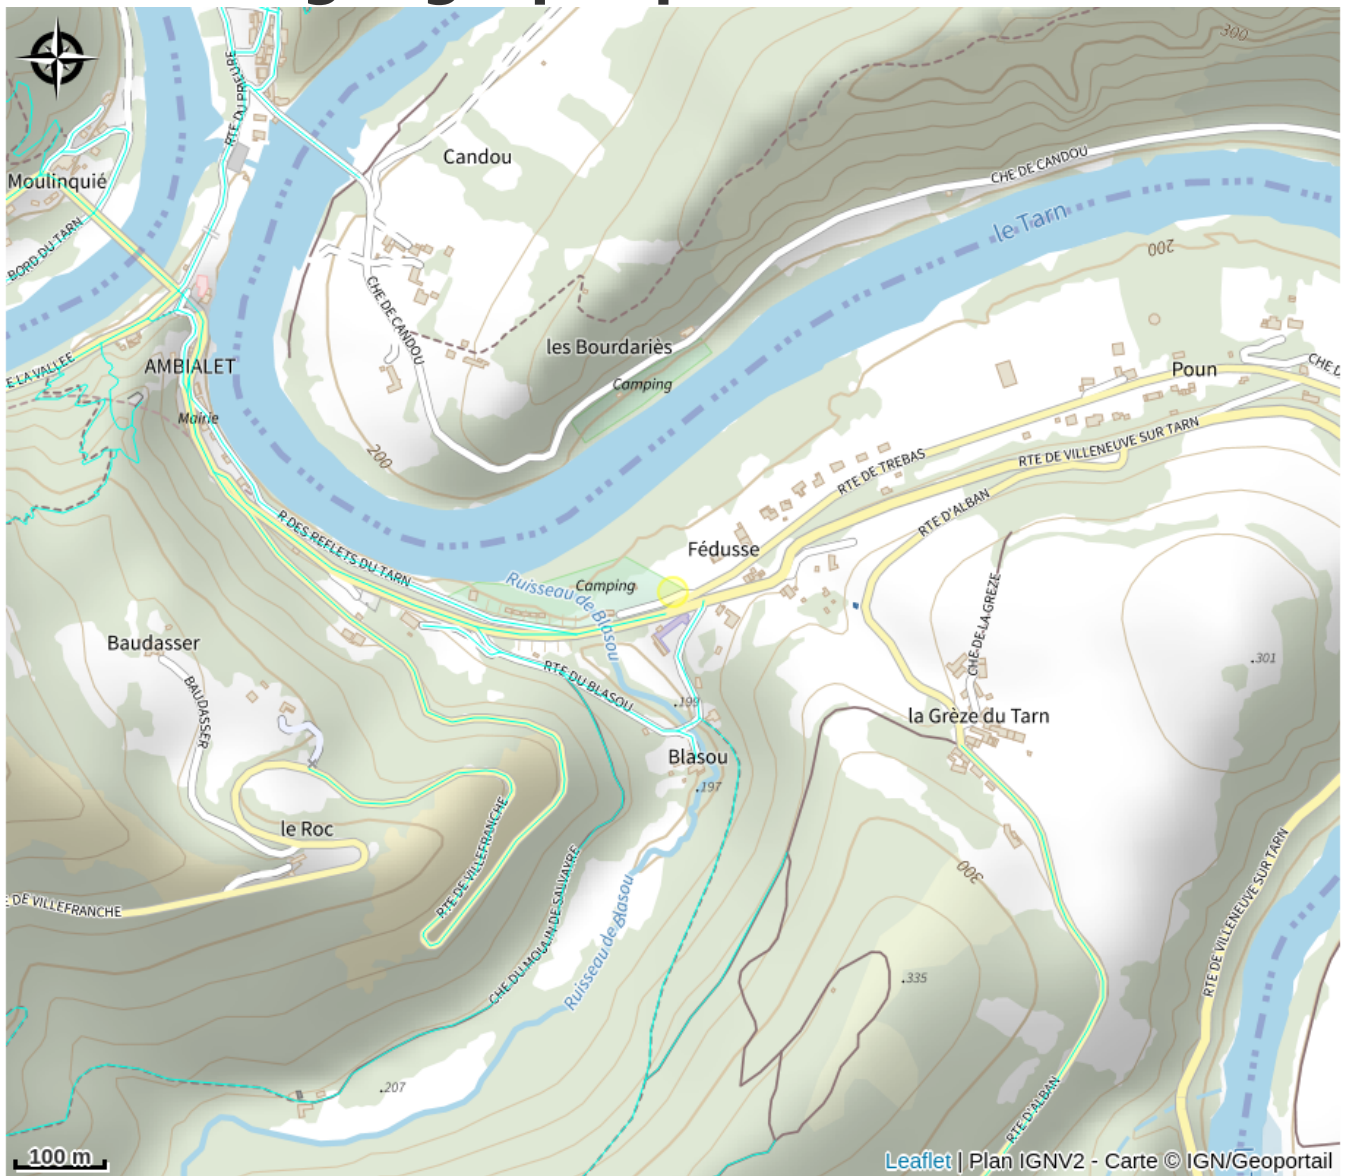 300
RTE DU PRIEURE
Candou
CHE DE CANDOU
Moulinquié
le Tarn
BORD DU TARN
200
CHE DE CANDOU
les Bourdariès
AMBIALET
E LA VALLEE
Camping
Poun
CHE D
Mairie
RTE DE VILLENEUVE SUR TARN
200
RTE DE TREBAS
RTE D'ALBAN
R DES REFLETS DU TARN
Fédusse
Ruisseau de Blasou
Camping
CHE DE LA GREZE
Baudasser
.301
RTE DU BLASOU
BAUDASSER
.199
la Grèze du Tarn
Blasou
.197
le Roc
RTE DE VILLEFRANCHE
E DE VILLEFRANCHE
300
CHE DU MOULIN DE SAUVAYRE
Ruisseau de Blasou
RTE DE VILLENEUVE SUR TARN
.335
.207
RTE D'ALBAN
100 m
Leaflet | Plan IGNV2 - Carte © IGN/Geoportail